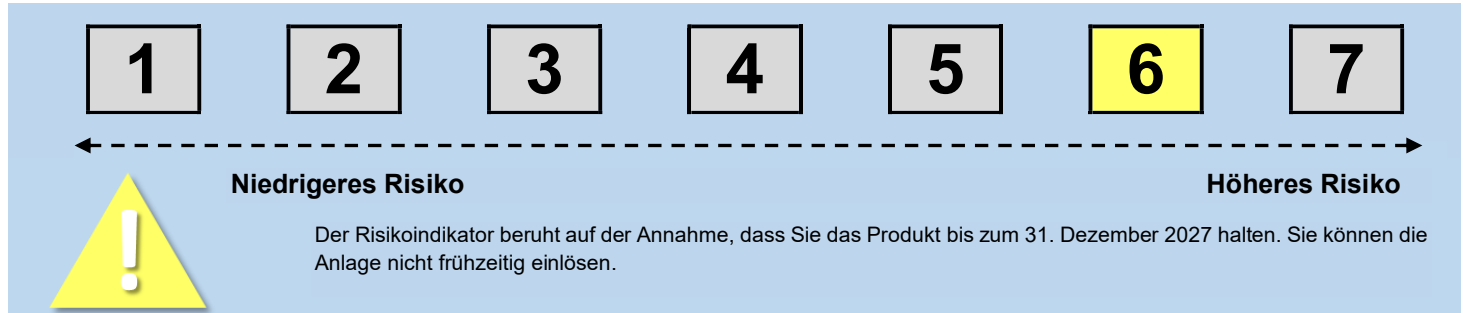 1 2 3 4 5 6 7
Niedrigeres Risiko Höheres Risiko
!
Der Risikoindikator beruht auf der Annahme, dass Sie das Produkt bis zum 31. Dezember 2027 halten. Sie können die
Anlage nicht frühzeitig einlösen.